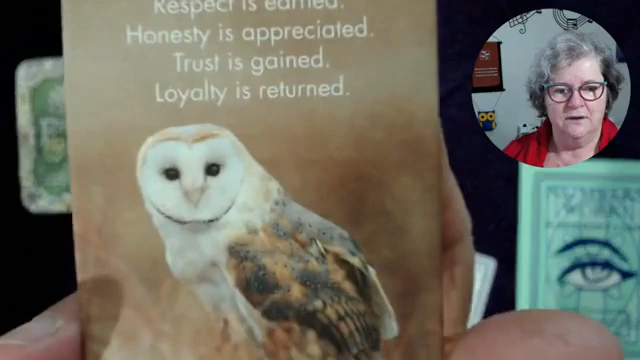 Respect is earned.
Honesty is appreciated.
Trust is gained.
Loyalty is returned.